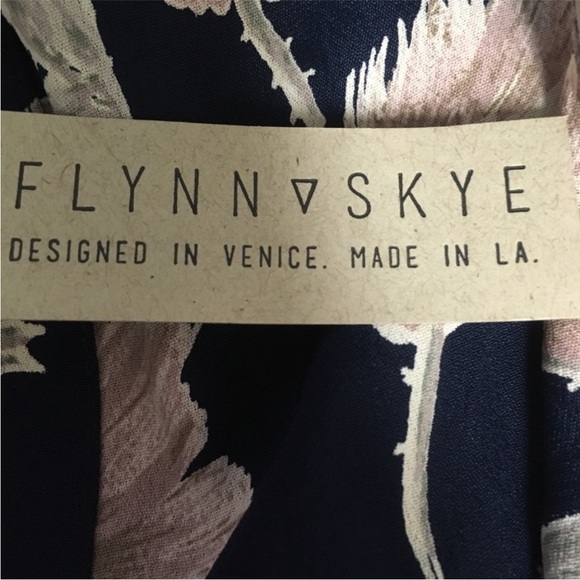 FLYNN ▽ SKYE
DESIGNED IN VENICE. MADE IN LA.